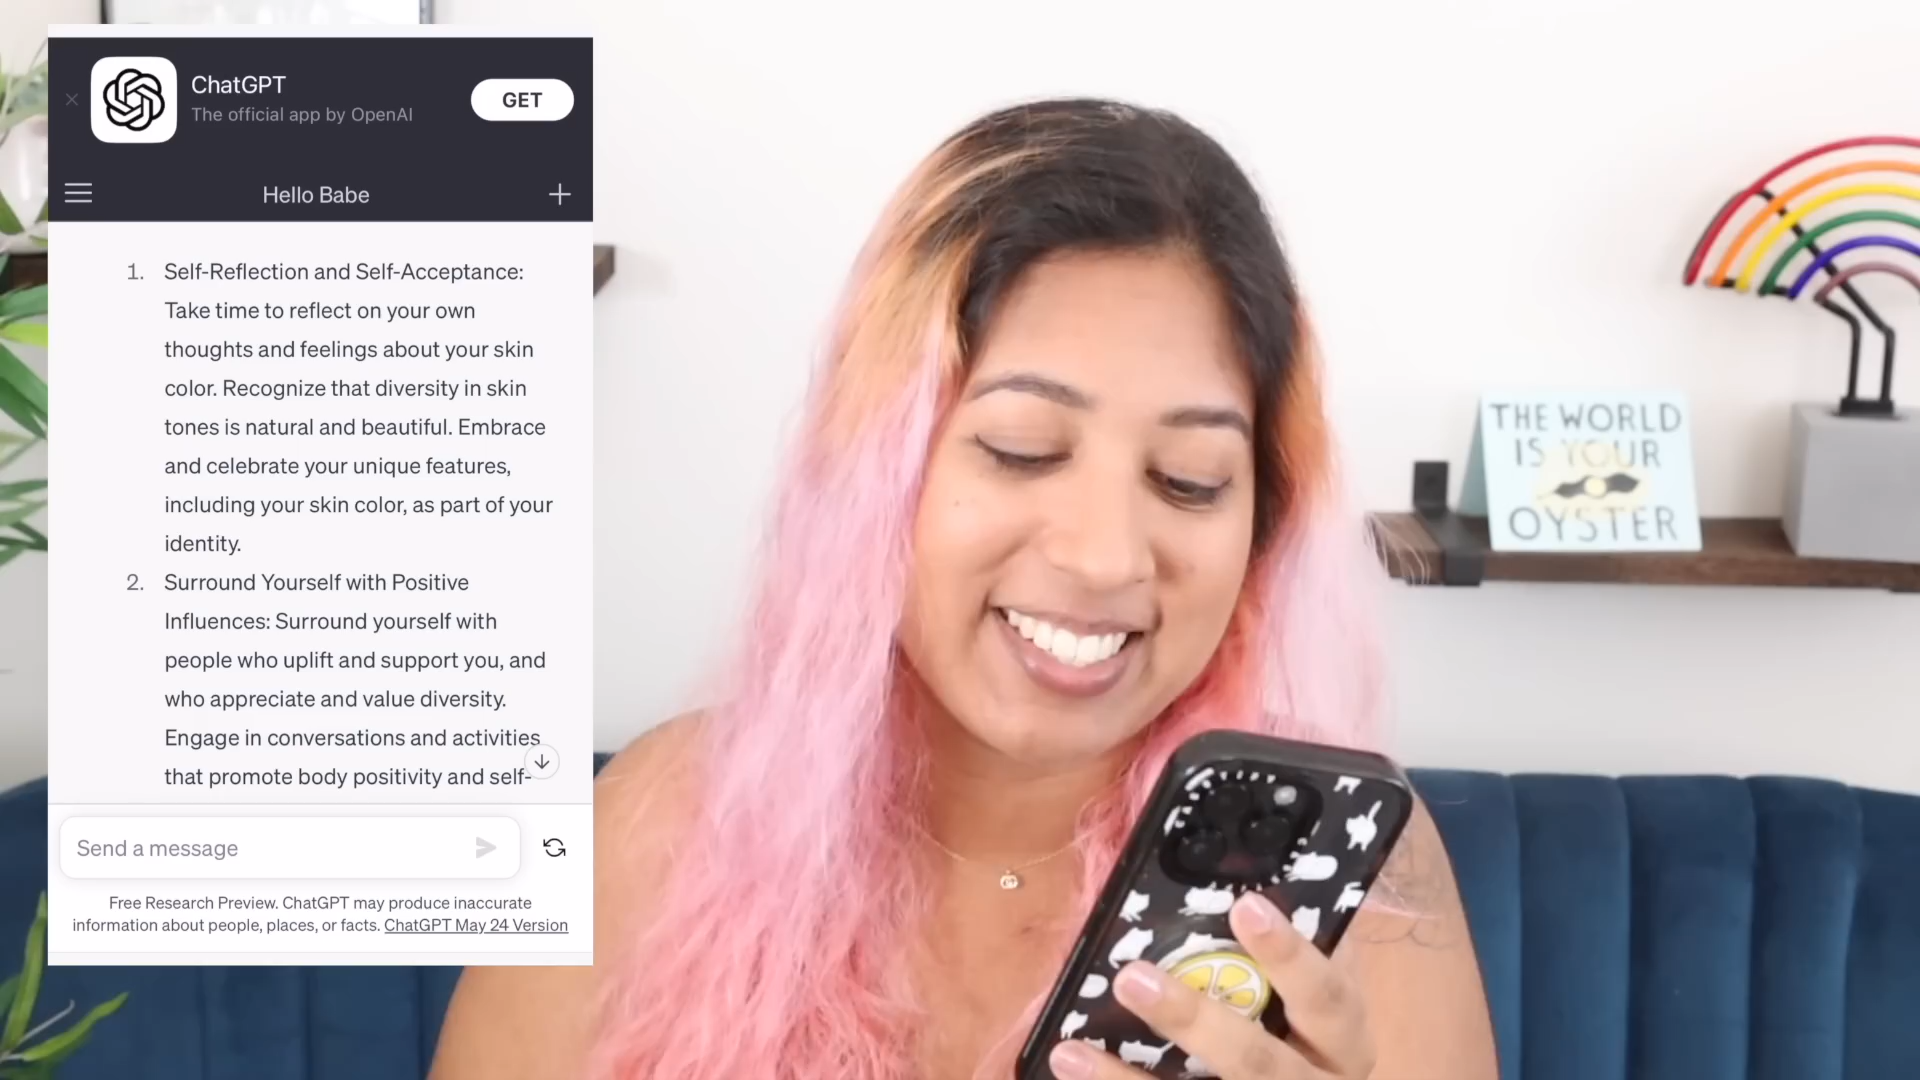 ChatGPT
The official app by OpenAI
GET
Hello Babe
1. Self-Reflection and Self-Acceptance:
Take time to reflect on your own
thoughts and feelings about your skin
color. Recognize that diversity in skin
tones is natural and beautiful. Embrace
and celebrate your unique features,
including your skin color, as part of your
identity.
2. Surround Yourself with Positive
Influences: Surround yourself with
people who uplift and support you, and
who appreciate and value diversity.
Engage in conversations and activities
that promote body positivity and self-
Send a message
Free Research Preview. ChatGPT may produce inaccurate
information about people, places, or facts. ChatGPT May 24 Version
THE WORLD
IS YOUR
OYSTER